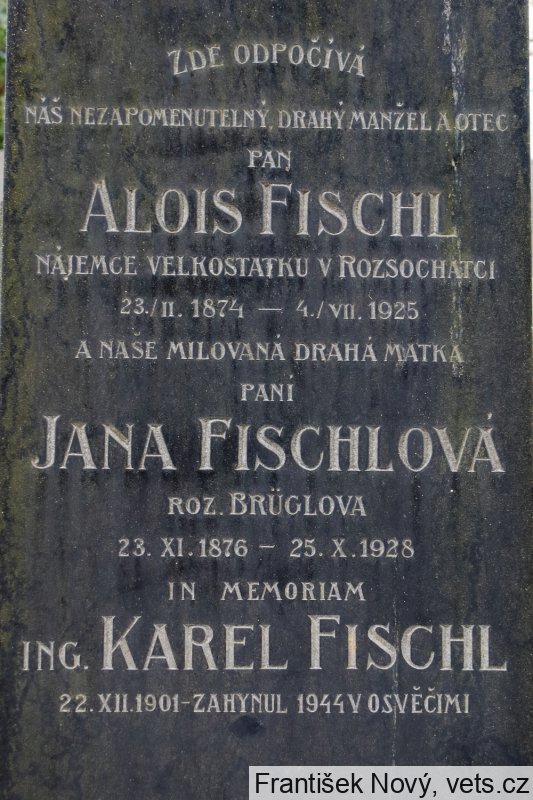 ZDE ODPOČÍVÁ
NÁŠ NEZAPOMENUTELNÝ, DRAHÝ MANŽEL A OTEC
PAN
ALOIS FISCHL
NÁJEMCE VELKOSTATKU V ROZSOCHATCI
23./II. 1874 — 4./VII. 1925
A NAŠE MILOVANÁ DRAHÁ MATKA
PANÍ
JANA FISCHLOVÁ
ROZ. BRÜGLOVA
23. XI. 1876 — 25. X. 1928
IN MEMORIAM
ING. KAREL FISCHL
22. XII. 1901 - ZAHYNUL 1944 V OSVĚČIMI
František Nový, vets.cz